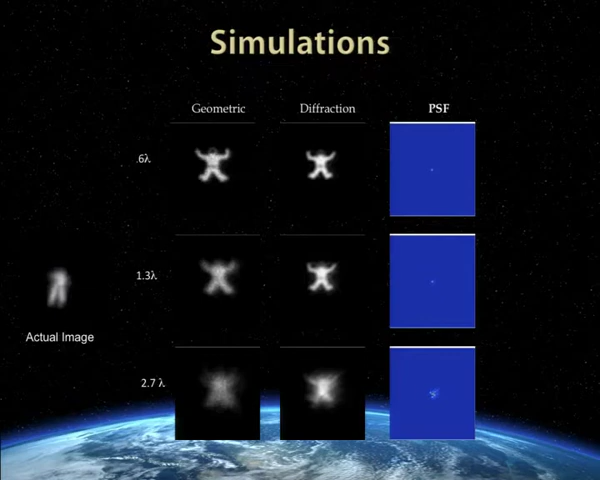 Simulations
Geometric
Diffraction
PSF
.6λ
1.3λ
2.7 λ
Actual Image